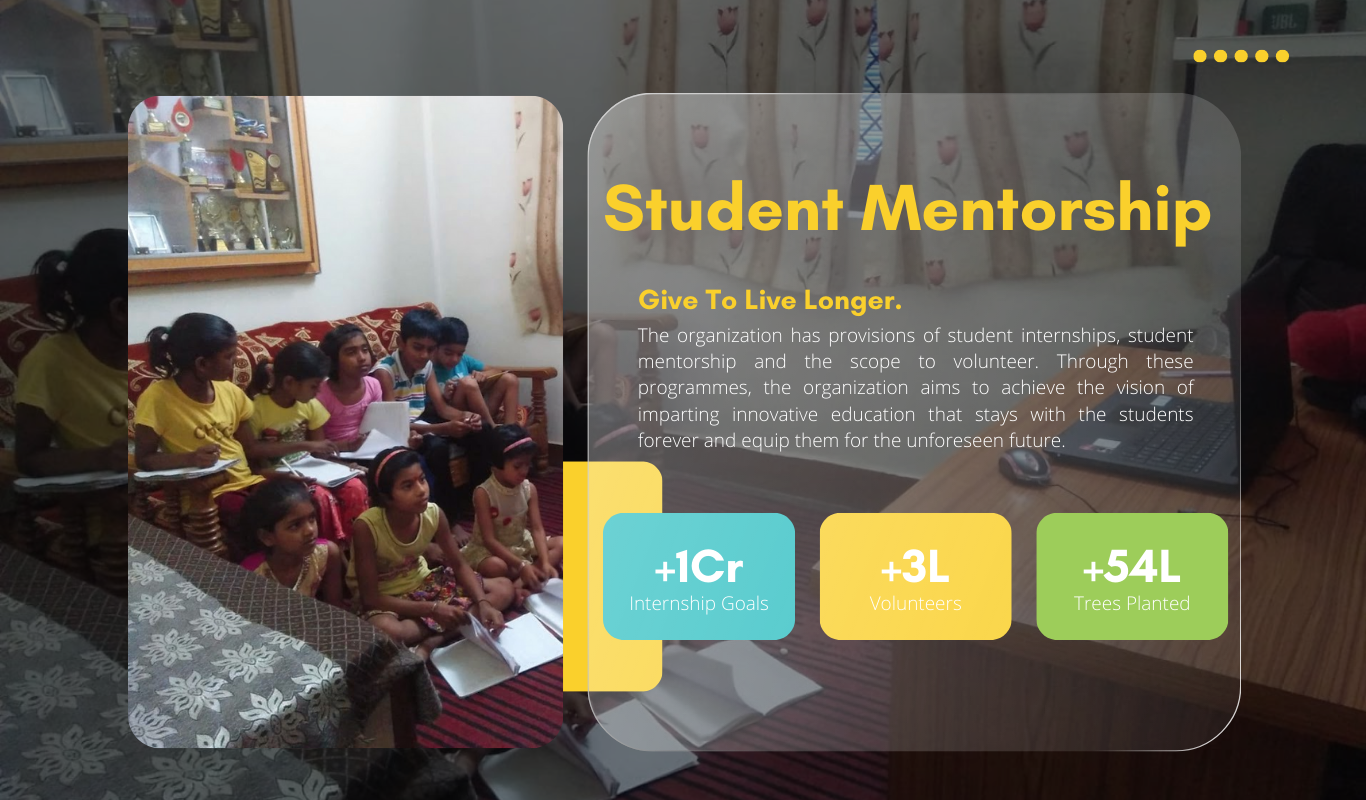 JBL
Student Mentorship
Give To Live Longer.
The organization has provisions of student internships, student
mentorship and the scope to volunteer. Through these
programmes, the organization aims to achieve the vision of
imparting innovative education that stays with the students
forever and equip them for the unforeseen future.
+1Cr
Internship Goals
+3L
Volunteers
+54L
Trees Planted